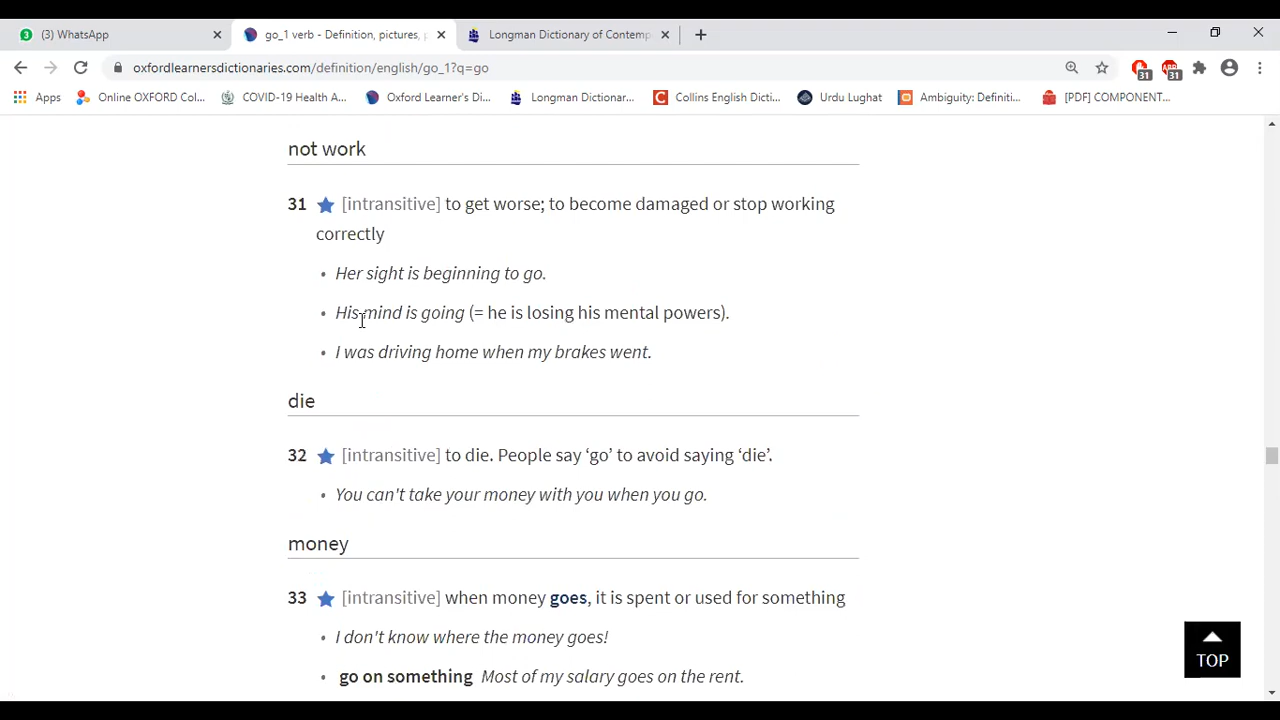 (3) WhatsApp
go_1 verb - Definition, pictures, p
Longman Dictionary of Contemp
oxfordlearnersdictionaries.com/definition/english/go_1?q=go
Apps
Online OXFORD Col...
COVID-19 Health A...
Oxford Learner's Di...
Longman Dictionar...
Collins English Dicti...
Urdu Lughat
Ambiguity: Definiti...
[PDF] COMPONENT...
not work
31 ★ [intransitive] to get worse; to become damaged or stop working
correctly
• Her sight is beginning to go.
• His mind is going (= he is losing his mental powers).
• I was driving home when my brakes went.
die
32 ★ [intransitive] to die. People say ‘go’ to avoid saying ‘die’.
• You can't take your money with you when you go.
money
33 ★ [intransitive] when money goes, it is spent or used for something
• I don't know where the money goes!
• go on something Most of my salary goes on the rent.
TOP
3
31
31